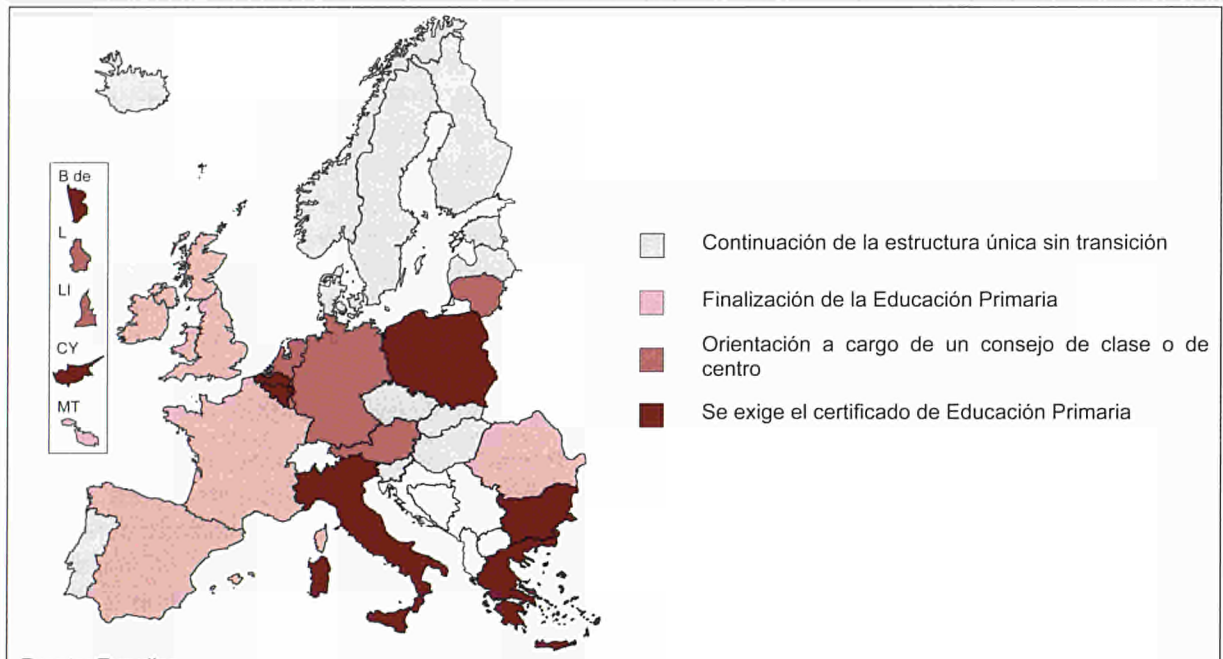 B de
L
LI
CY
MT
Continuación de la estructura única sin transición
Finalización de la Educación Primaria
Orientación a cargo de un consejo de clase o de
centro
Se exige el certificado de Educación Primaria